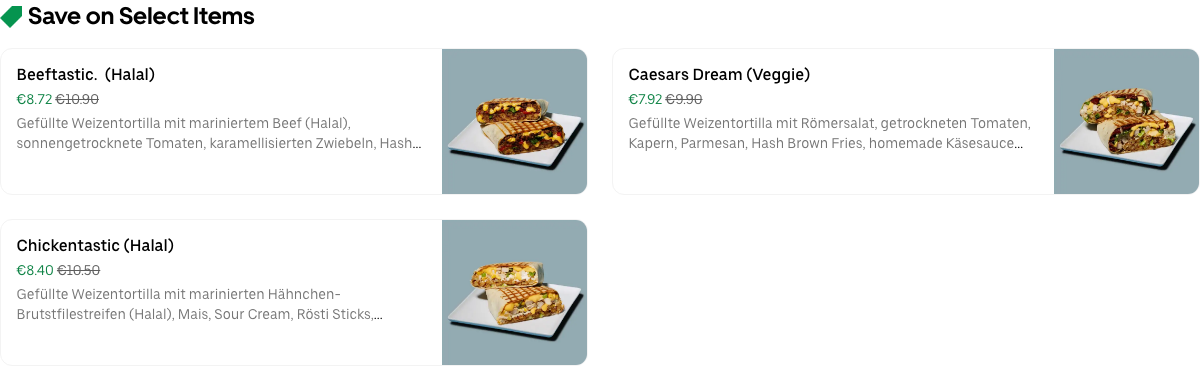 Save on Select Items
Beeftastic.  (Halal)
€8.72 €10.90
Gefüllte Weizentortilla mit mariniertem Beef (Halal),
sonnengetrocknete Tomaten, karamellisierten Zwiebeln, Hash...
Caesars Dream (Veggie)
€7.92 €9.90
Gefüllte Weizentortilla mit Römersalat, getrockneten Tomaten,
Kapern, Parmesan, Hash Brown Fries, homemade Käsesauce...
Chickentastic (Halal)
€8.40 €10.50
Gefüllte Weizentortilla mit marinierten Hähnchen-
Brutstfilestreifen (Halal), Mais, Sour Cream, Rösti Sticks,...